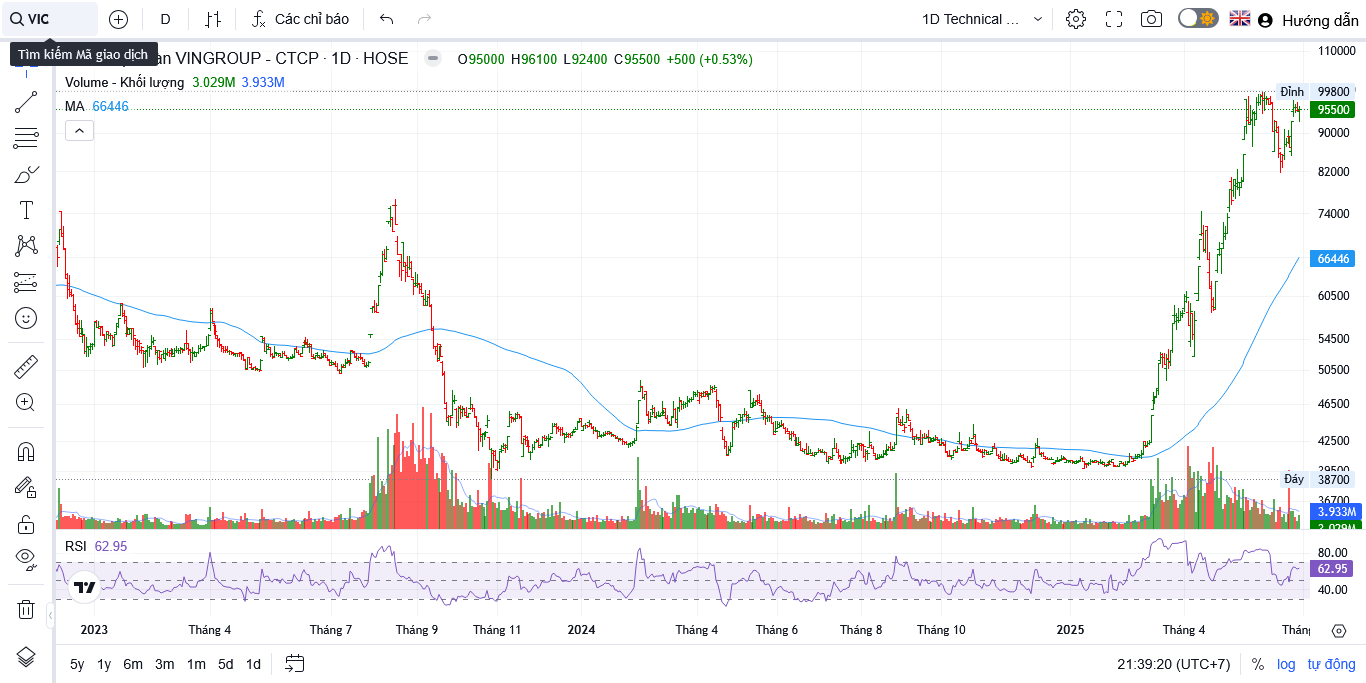 VIC
D
Các chỉ báo
1D Technical ...
Hướng dẫn
Tìm kiếm Mã giao dịch
VINGROUP - CTCP · 1D · HOSE
O95000 H96100 L92400 C95500 +500 (+0.53%)
Volume - Khối lượng 3.029M 3.933M
MA 66446
110000
Đỉnh 99800
95500
90000
82000
74000
66446
60500
54500
50500
46500
42500
39500
Đáy 38700
36700
3.933M
3.029M
RSI 62.95
80.00
62.95
40.00
2023 Tháng 4 Tháng 7 Tháng 9 Tháng 11 2024 Tháng 4 Tháng 6 Tháng 8 Tháng 10 2025 Tháng 4
5y 1y 6m 3m 1m 5d 1d
21:39:20 (UTC+7) % log tự động